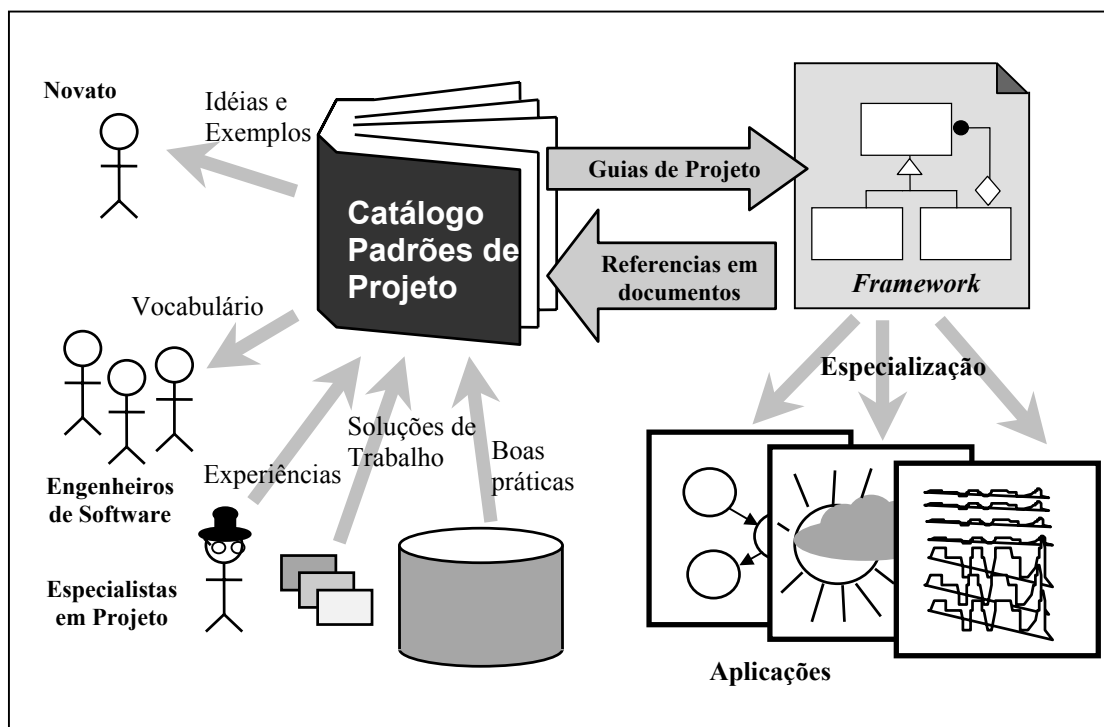 Novato
Idéias e
Exemplos
Catálogo
Padrões de
Projeto
Guias de Projeto
Referencias em
documentos
Framework
Vocabulário
Engenheiros
de Software
Experiências
Soluções de
Trabalho
Boas
práticas
Especialistas
em Projeto
Especialização
Aplicações